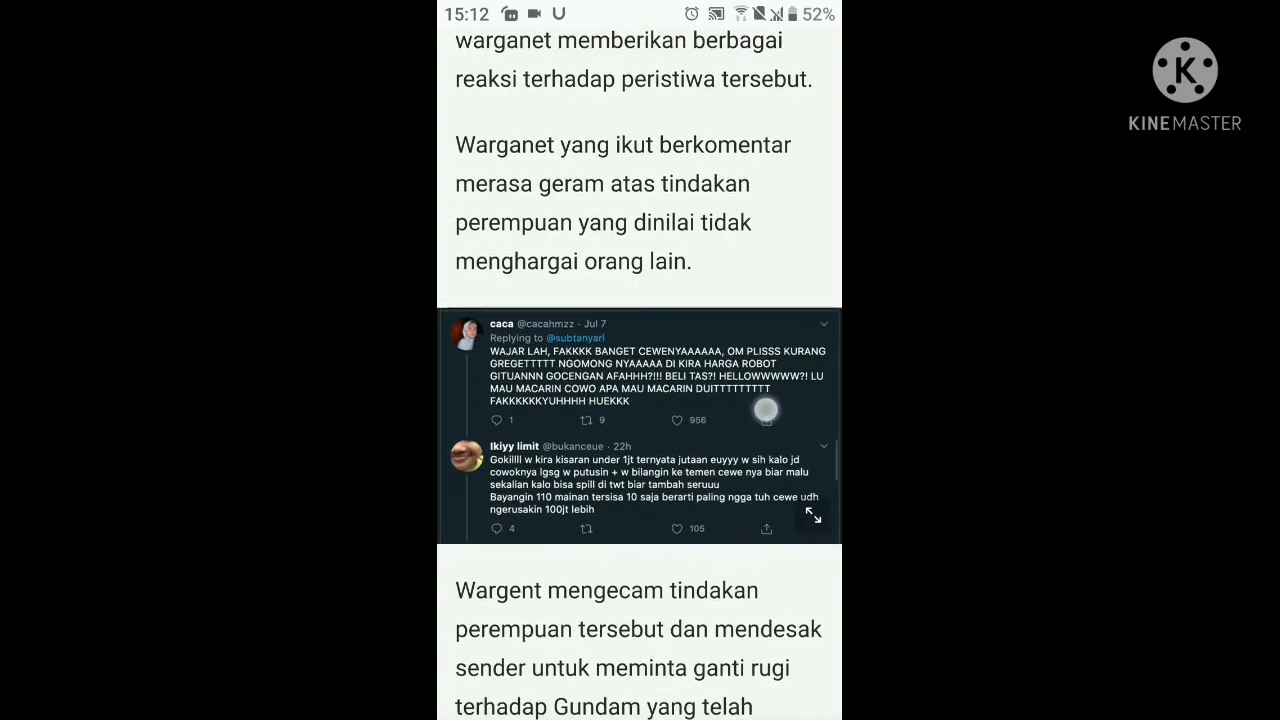 15:12
52%
warganet memberikan berbagai
reaksi terhadap peristiwa tersebut.
KINEMASTER
Warganet yang ikut berkomentar
merasa geram atas tindakan
perempuan yang dinilai tidak
menghargai orang lain.
caca @cacahmzz · Jul 7
Replying to @subtanyarl
WAJAR LAH, FAKKKK BANGET CEWENYAAAAAA, OM PLISSS KURANG
GREGETTTTT NGOMONG NYAAAAA DI KIRA HARGA ROBOT
GITUANNN GOCENGAN AFAHHH?!!! BELI TAS?! HELLOWWWWW?! LU
MAU MACARIN COWO APA MAU MACARIN DUITTTTTTTTT
FAKKKKKKYUHHHH HUEKKK
1 9 956
Ikiyy limit @bukanceue · 22h
Gokillll w kira kisaran under 1jt ternyata jutaan euyyy w sih kalo jd
cowoknya lgsg w putusin + w bilangin ke temen cewe nya biar malu
sekalian kalo bisa spill di twt biar tambah seruuu
Bayangin 110 mainan tersisa 10 saja berarti paling ngga tuh cewe udh
ngerusakin 100jt lebih
4 105
Wargent mengecam tindakan
perempuan tersebut dan mendesak
sender untuk meminta ganti rugi
terhadap Gundam yang telah